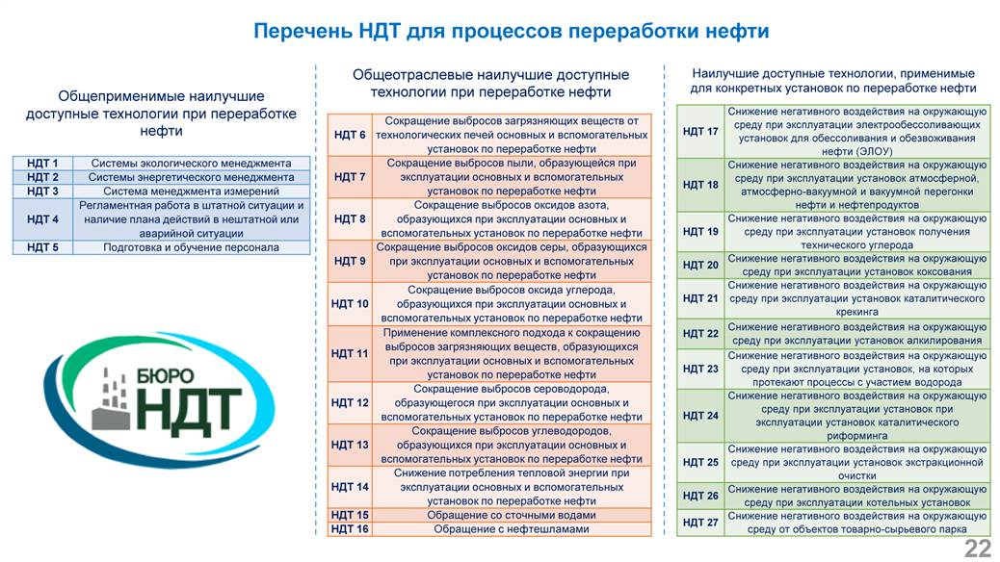 Перечень НДТ для процессов переработки нефти
Общеприменимые наилучшие
доступные технологии при переработке
нефти
НДТ 1 Системы экологического менеджмента
НДТ 2 Системы энергетического менеджмента
НДТ 3 Система менеджмента измерений
НДТ 4 Регламентная работа в штатной ситуации и
наличие плана действий в нештатной или
аварийной ситуации
НДТ 5 Подготовка и обучение персонала
БЮРО
НДТ
Общеотраслевые наилучшие доступные
технологии при переработке нефти
НДТ 6 Сокращение выбросов загрязняющих веществ от
технологических печей основных и вспомогательных
установок по переработке нефти
НДТ 7 Сокращение выбросов пыли, образующейся при
эксплуатации основных и вспомогательных
установок по переработке нефти
НДТ 8 Сокращение выбросов оксидов азота,
образующихся при эксплуатации основных и
вспомогательных установок по переработке нефти
НДТ 9 Сокращение выбросов оксидов серы, образующихся
при эксплуатации основных и вспомогательных
установок по переработке нефти
НДТ 10 Сокращение выбросов оксида углерода,
образующихся при эксплуатации основных и
вспомогательных установок по переработке нефти
НДТ 11 Применение комплексного подхода к сокращению
выбросов загрязняющих веществ, образующихся
при эксплуатации основных и вспомогательных
установок по переработке нефти
НДТ 12 Сокращение выбросов сероводорода,
образующегося при эксплуатации основных и
вспомогательных установок по переработке нефти
НДТ 13 Сокращение выбросов углеводородов,
образующихся при эксплуатации основных и
вспомогательных установок по переработке нефти
НДТ 14 Снижение потребления тепловой энергии при
эксплуатации основных и вспомогательных
установок по переработке нефти
НДТ 15 Обращение со сточными водами
НДТ 16 Обращение с нефтешламами
Наилучшие доступные технологии, применимые
для конкретных установок по переработке нефти
НДТ 17 Снижение негативного воздействия на окружающую
среду при эксплуатации электрообессоливающих
установок для обессоливания и обезвоживания
нефти (ЭЛОУ)
НДТ 18 Снижение негативного воздействия на окружающую
среду при эксплуатации установок атмосферной,
атмосферно-вакуумной и вакуумной перегонки
нефти и нефтепродуктов
НДТ 19 Снижение негативного воздействия на окружающую
среду при эксплуатации установок получения
технического углерода
НДТ 20 Снижение негативного воздействия на окружающую
среду при эксплуатации установок коксования
НДТ 21 Снижение негативного воздействия на окружающую
среду при эксплуатации установок каталитического
крекинга
НДТ 22 Снижение негативного воздействия на окружающую
среду при эксплуатации установок алкилирования
НДТ 23 Снижение негативного воздействия на окружающую
среду при эксплуатации установок, на которых
протекают процессы с участием водорода
НДТ 24 Снижение негативного воздействия на окружающую
среду при эксплуатации установок при
эксплуатации установок каталитического
риформинга
НДТ 25 Снижение негативного воздействия на окружающую
среду при эксплуатации установок экстракционной
очистки
НДТ 26 Снижение негативного воздействия на окружающую
среду при эксплуатации котельных установок
НДТ 27 Снижение негативного воздействия на окружающую
среду от объектов товарно-сырьевого парка
22